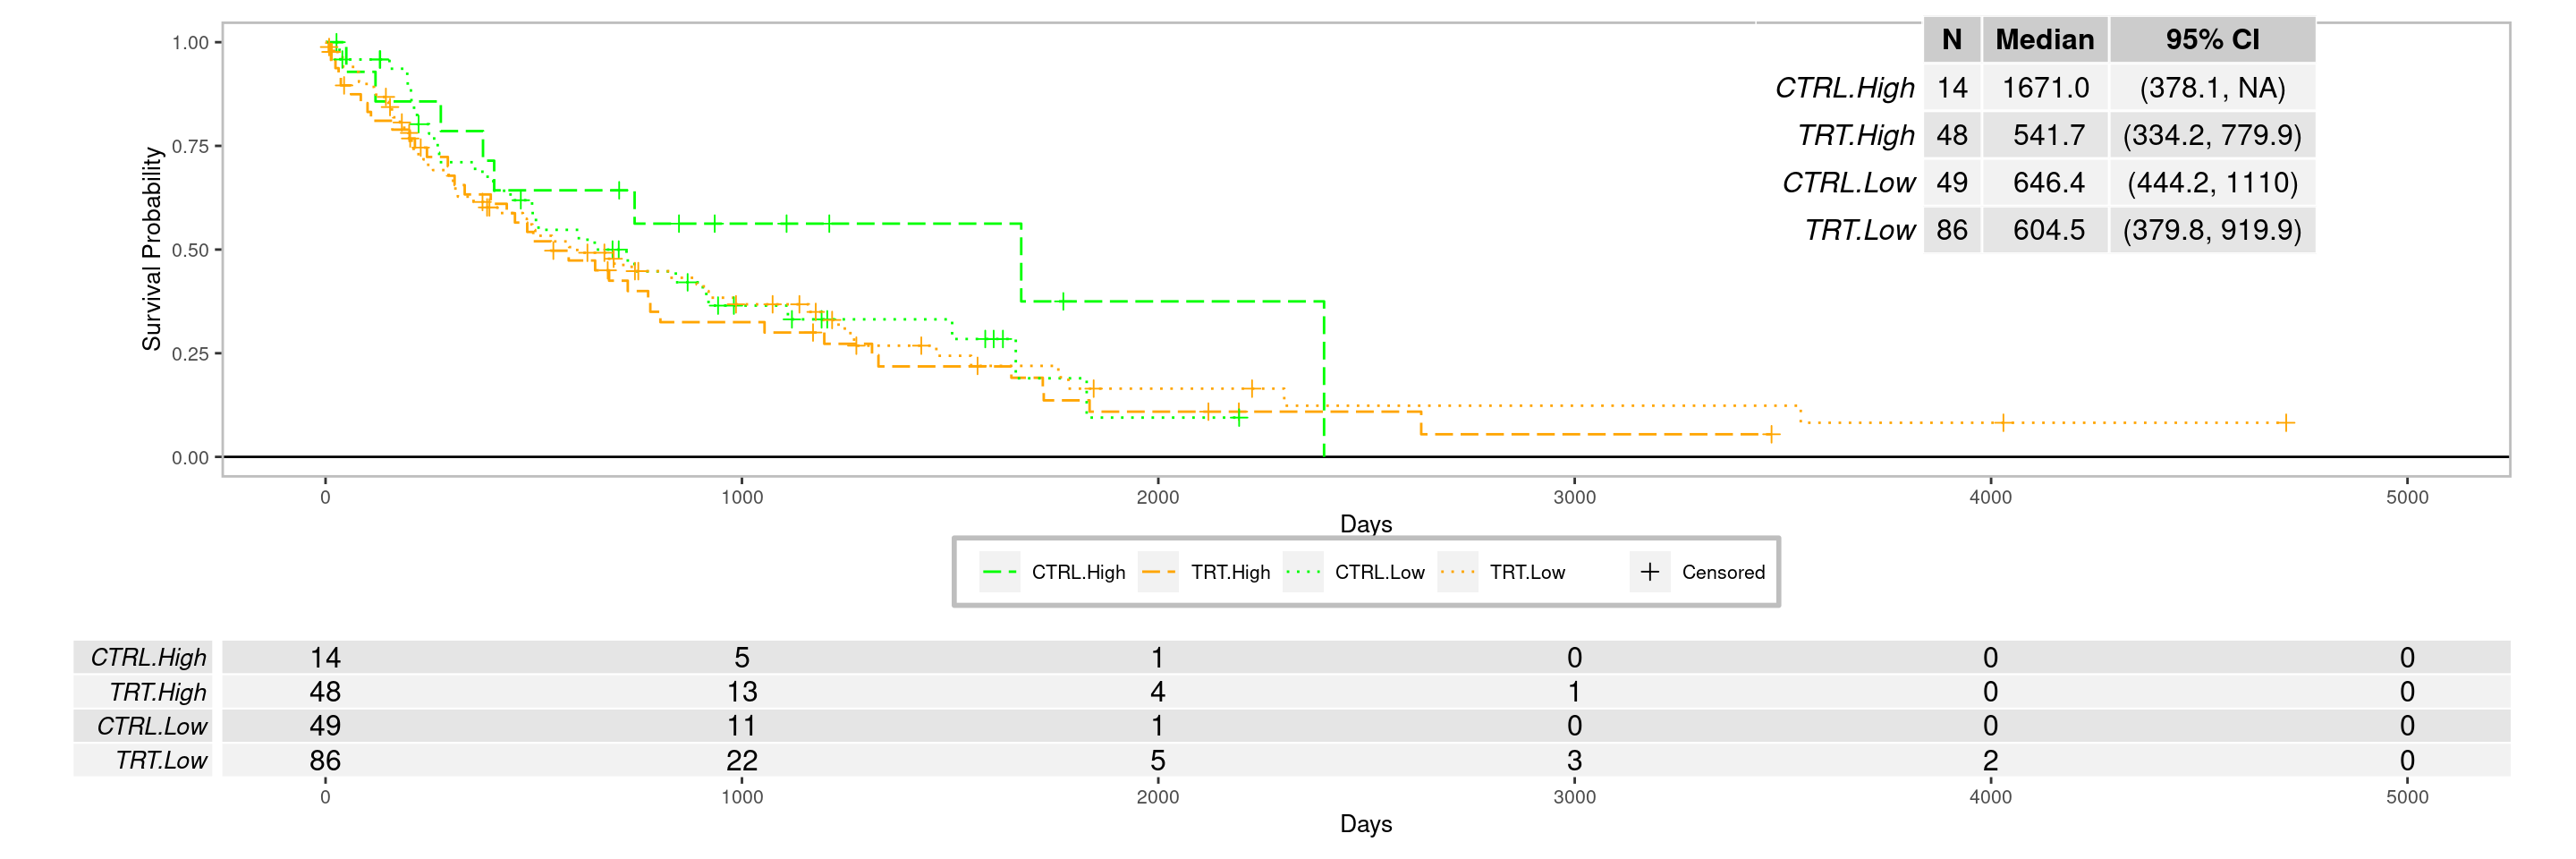 N Median 95% CI
CTRL.High 14 1671.0 (378.1, NA)
TRT.High 48 541.7 (334.2, 779.9)
CTRL.Low 49 646.4 (444.2, 1110)
TRT.Low 86 604.5 (379.8, 919.9)
Survival Probability
1.00
0.75
0.50
0.25
0.00
0 1000 2000 3000 4000 5000
Days
CTRL.High TRT.High CTRL.Low TRT.Low Censored
CTRL.High 14 5 1 0 0 0
TRT.High 48 13 4 1 0 0
CTRL.Low 49 11 1 0 0 0
TRT.Low 86 22 5 3 2 0
0 1000 2000 3000 4000 5000
Days